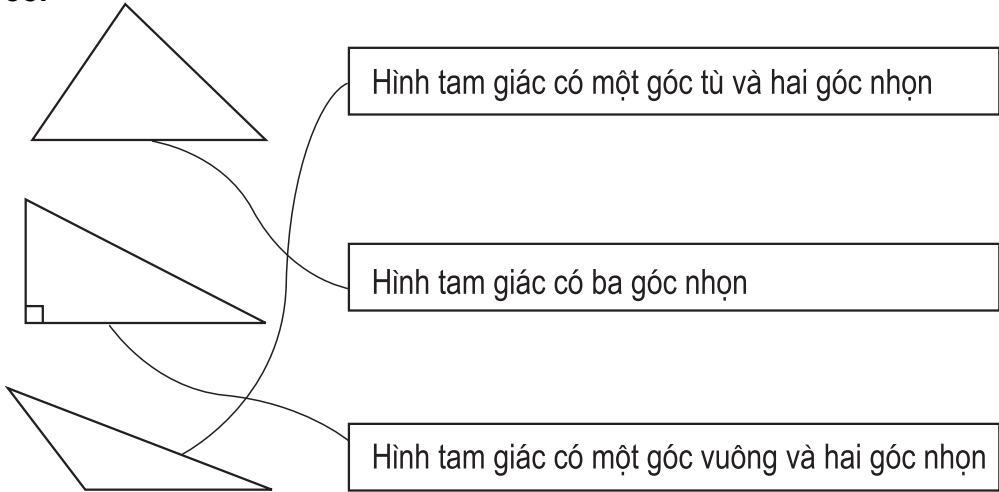 Hình tam giác có một góc tù và hai góc nhọn
Hình tam giác có ba góc nhọn
Hình tam giác có một góc vuông và hai góc nhọn